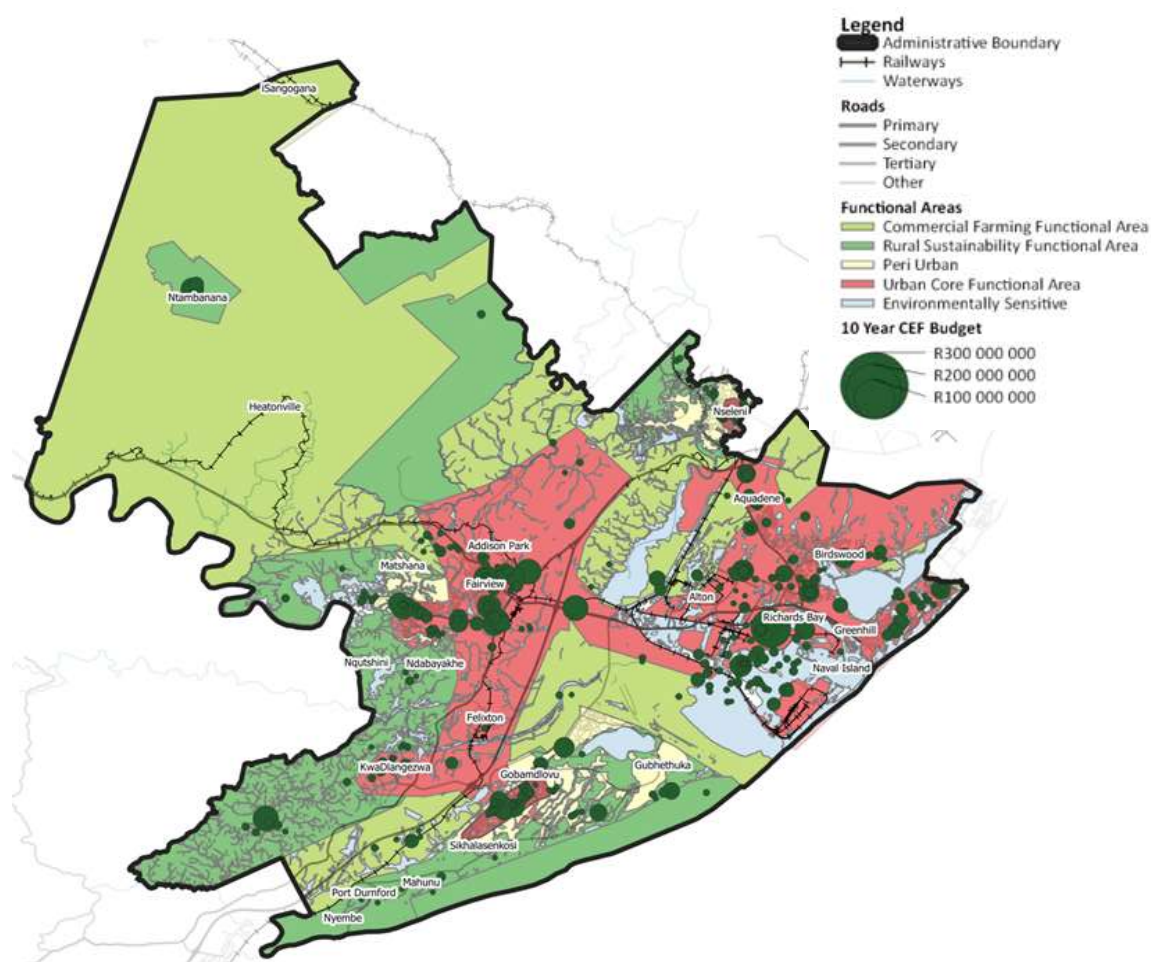 Legend
Administrative Boundary
Railways
Waterways
Roads
Primary
Secondary
Tertiary
Other
Functional Areas
Commercial Farming Functional Area
Rural Sustainability Functional Area
Peri Urban
Urban Core Functional Area
Environmentally Sensitive
10 Year CEF Budget
R300 000 000
R200 000 000
R100 000 000
iSangogana
Ntambanana
Heatonville
Nseleni
Aquadene
Addison Park
Birdswood
Matshana
Fairview
Alton
Richards Bay
Greenhill
Nqutshini
Ndabayakhe
Naval Island
Felixton
KwaDlangezwa
Gobamdlovu
Gubhethuka
Sikhalasenkosi
Mahunu
Port Durnford
Nyembe